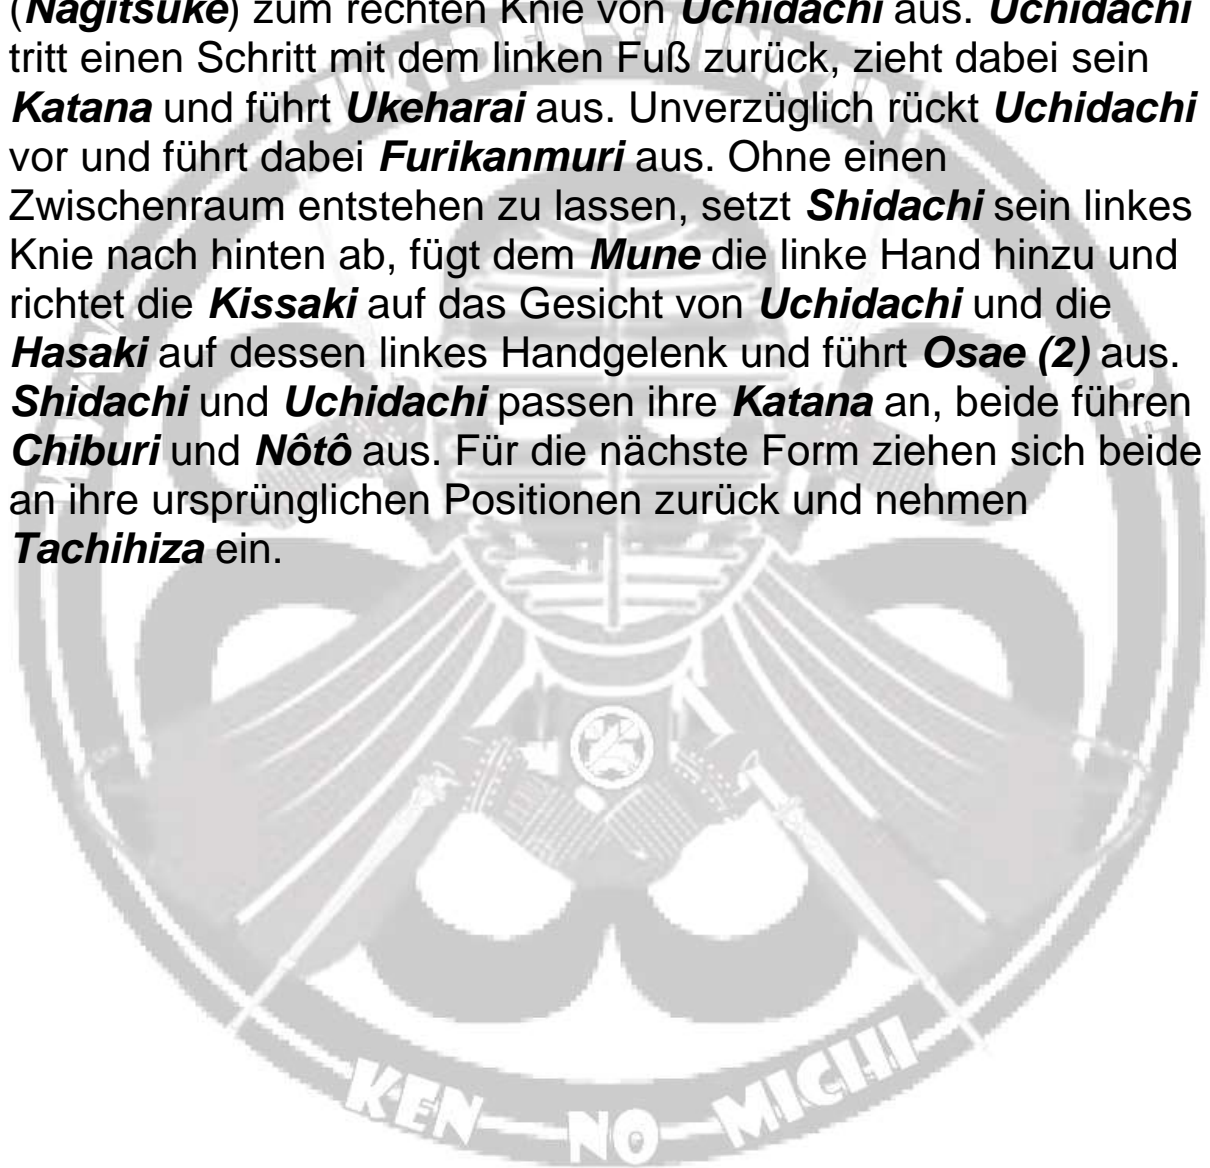 (Nagitsuke) zum rechten Knie von Uchidachi aus. Uchidachi
tritt einen Schritt mit dem linken Fuß zurück, zieht dabei sein
Katana und führt Ukeharai aus. Unverzüglich rückt Uchidachi
vor und führt dabei Furikanmuri aus. Ohne einen
Zwischenraum entstehen zu lassen, setzt Shidachi sein linkes
Knie nach hinten ab, fügt dem Mune die linke Hand hinzu und
richtet die Kissaki auf das Gesicht von Uchidachi und die
Hasaki auf dessen linkes Handgelenk und führt Osae (2) aus.
Shidachi und Uchidachi passen ihre Katana an, beide führen
Chiburi und Nôtô aus. Für die nächste Form ziehen sich beide
an ihre ursprünglichen Positionen zurück und nehmen
Tachihiza ein.
KEN NO MICHI